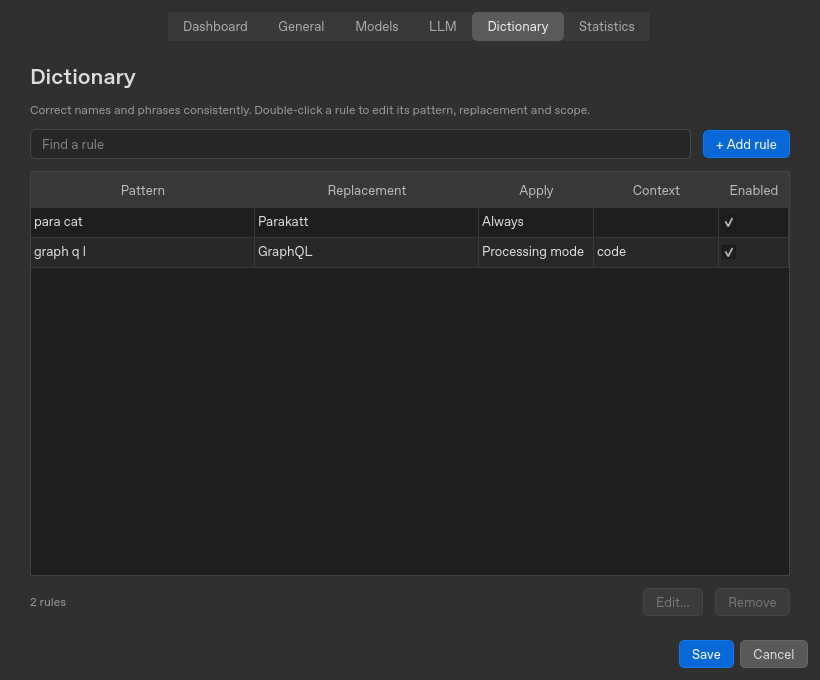 Dashboard General Models LLM Dictionary Statistics
Dictionary
Correct names and phrases consistently. Double-click a rule to edit its pattern, replacement and scope.
Find a rule + Add rule
Pattern Replacement Apply Context Enabled
para cat Parakatt Always ✓
graph q l GraphQL Processing mode code ✓
2 rules Edit... Remove
Save Cancel